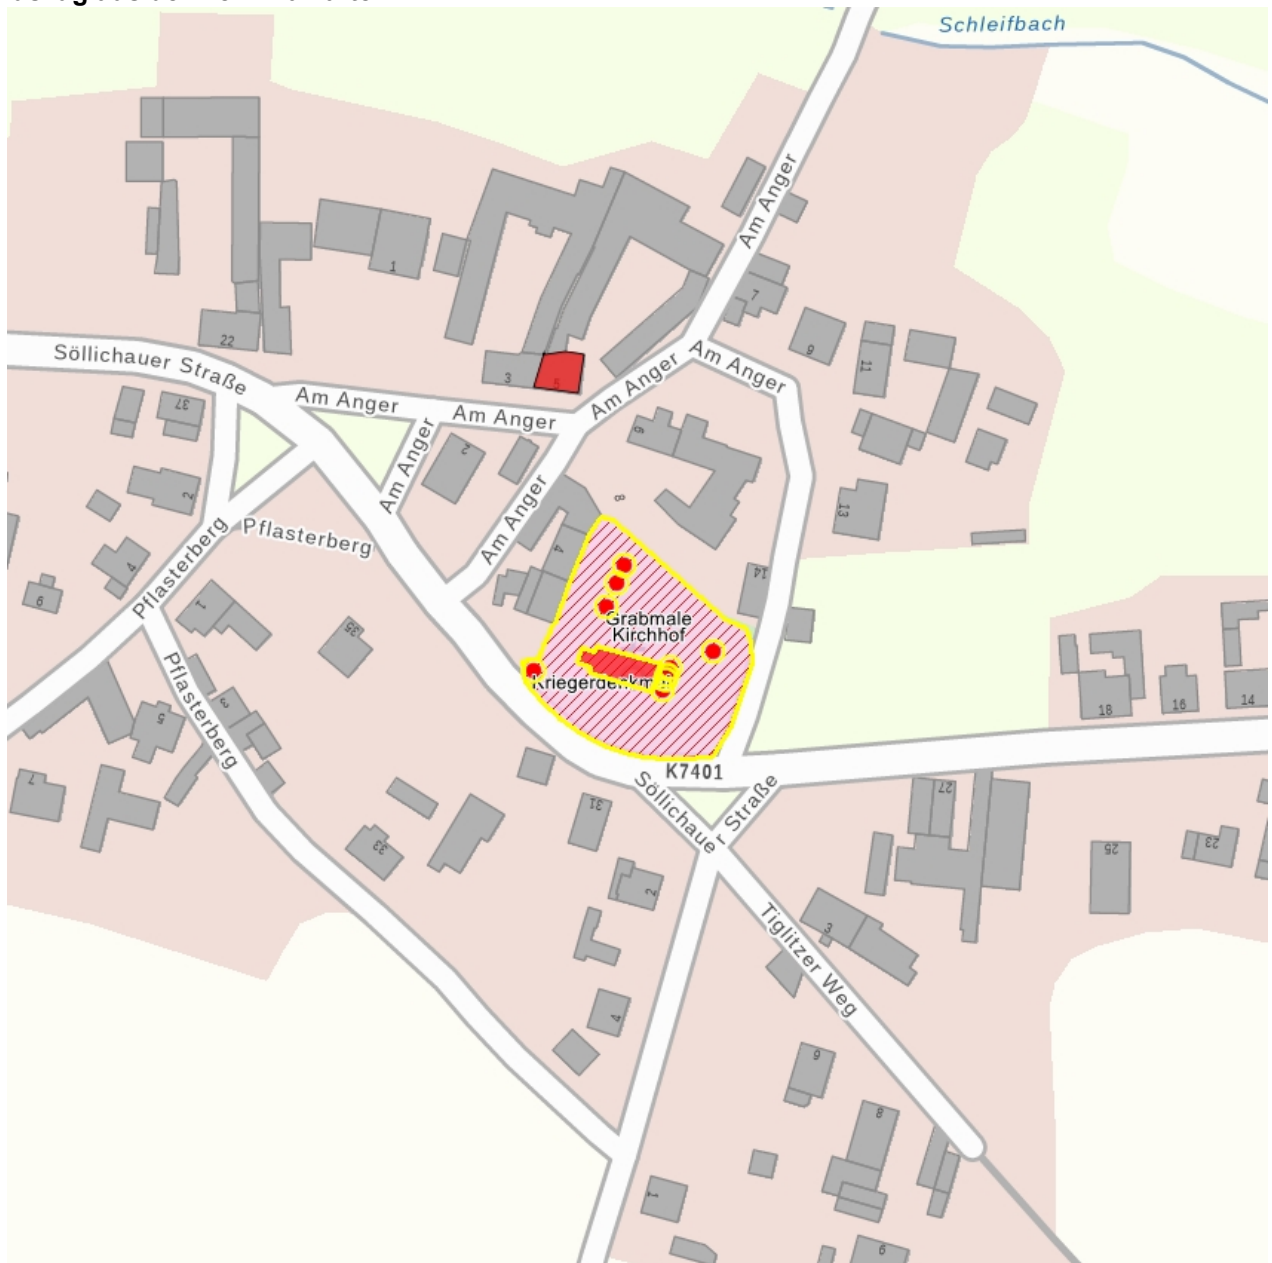 Schleifbach
Am Anger
1
22
7
9
11
Söllichauer Straße
3
5
Am Anger
Am Anger
Am Anger
Am Anger
37
2
Am Anger
2
6
8
13
Pflasterberg
Pflasterberg
Am Anger
4
4
9
14
1
35
Grabmale
Kirchhof
Kriegerdenkm
Pflasterberg
3
5
7
18
16
14
K7401
Söllichauer Straße
31
33
2
27
25
23
Tiglitzer Weg
3
4
8
1